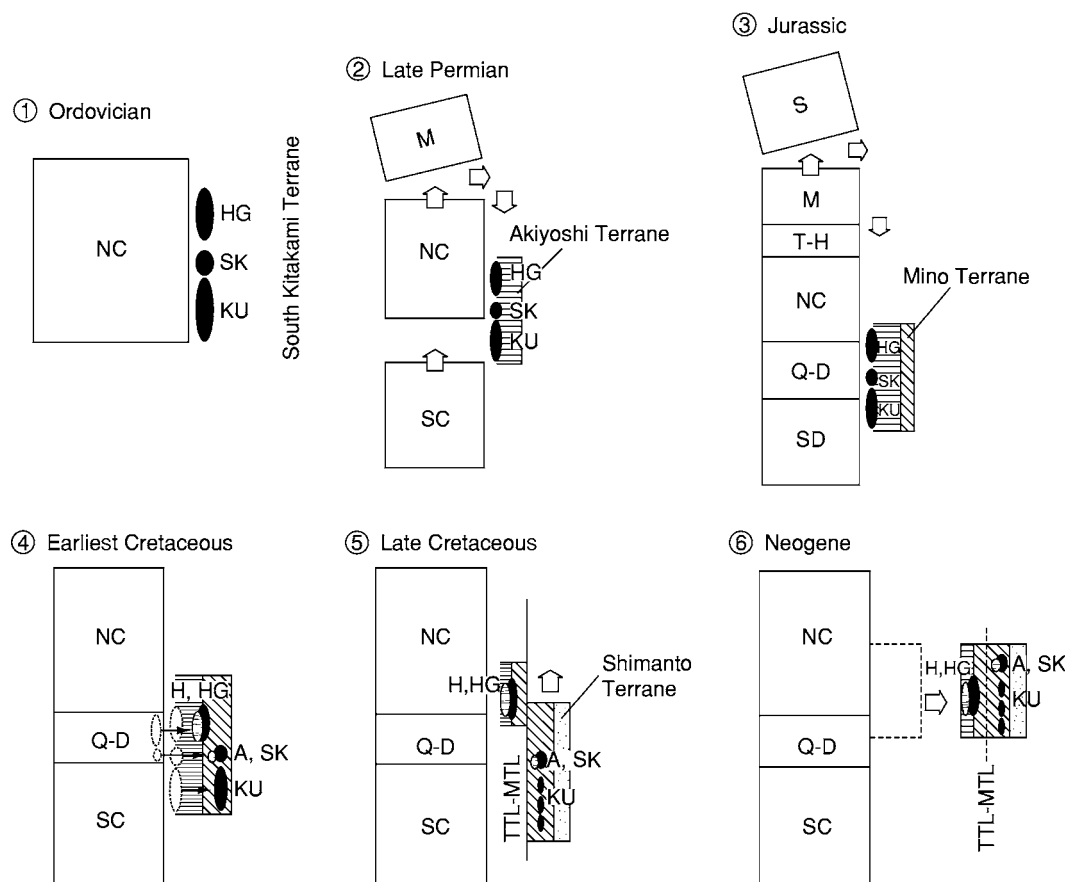 ① Ordovician
NC
HG
SK
KU
South Kitakami Terrane
② Late Permian
M
NC
Akiyoshi Terrane
HG
SK
KU
SC
③ Jurassic
S
M
T-H
NC
Mino Terrane
Q-D
HG
SK
KU
SD
④ Earliest Cretaceous
NC
H, HG
Q-D
A, SK
KU
SC
⑤ Late Cretaceous
NC
H,HG
Shimanto
Terrane
Q-D
A, SK
KU
TTL-MTL
SC
⑥ Neogene
NC
H,HG
A, SK
KU
Q-D
TTL-MTL
SC